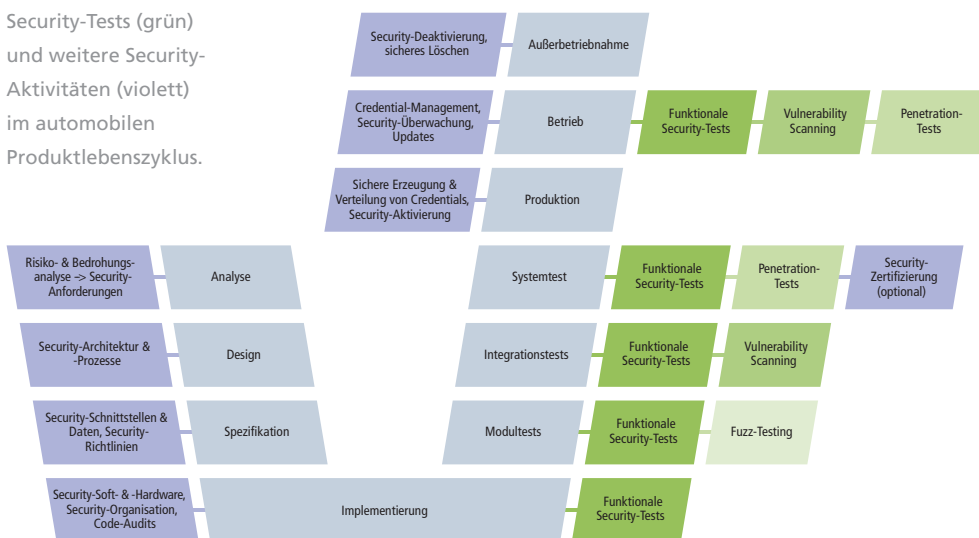 Security-Tests (grün)
und weitere Security-
Aktivitäten (violett)
im automobilen
Produktlebenszyklus.
Security-Deaktivierung,
sicheres Löschen
Außerbetriebnahme
Credential-Management,
Security-Überwachung,
Updates
Betrieb
Funktionale
Security-Tests
Vulnerability
Scanning
Penetration-
Tests
Sichere Erzeugung &
Verteilung von Credentials,
Security-Aktivierung
Produktion
Risiko- & Bedrohungs-
analyse –> Security-
Anforderungen
Analyse
Systemtest
Funktionale
Security-Tests
Penetration-
Tests
Security-
Zertifizierung
(optional)
Security-Architektur &
-Prozesse
Design
Integrationstests
Funktionale
Security-Tests
Vulnerability
Scanning
Security-Schnittstellen &
Daten, Security-
Richtlinien
Spezifikation
Modultests
Funktionale
Security-Tests
Fuzz-Testing
Security-Soft- & -Hardware,
Security-Organisation,
Code-Audits
Implementierung
Funktionale
Security-Tests